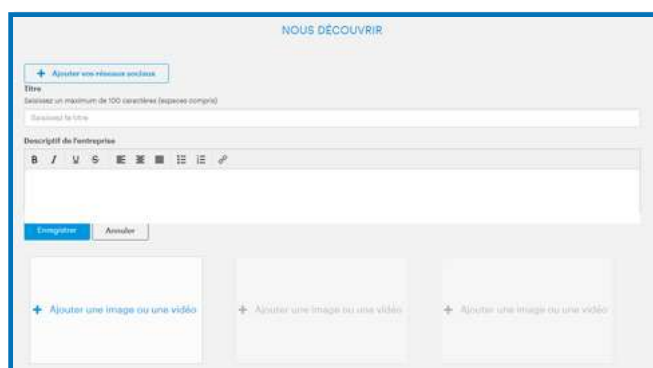 NOUS DÉCOUVRIR
+ Ajouter vos réseaux sociaux
Titre
Saisissez un maximum de 100 caractères (espaces compris)
Saisissez le titre
Descriptif de l'entreprise
B I U S
Enregistrer Annuler
+ Ajouter une image ou une vidéo + Ajouter une image ou une vidéo + Ajouter une image ou une vidéo